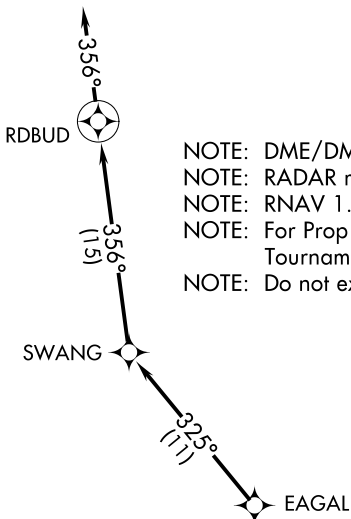 356°
RDBUD
NOTE: DME/DM
NOTE: RADAR
NOTE: RNAV 1.
NOTE: For Prop
Tournam
NOTE: Do not
356°
(15)
SWANG
325°
(11)
EAGAL